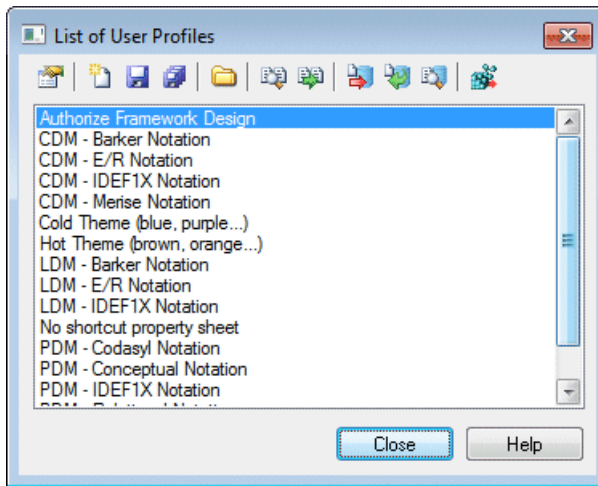 List of User Profiles
Authorize Framework Design
CDM - Barker Notation
CDM - E/R Notation
CDM - IDEF1X Notation
CDM - Merise Notation
Cold Theme (blue, purple...)
Hot Theme (brown, orange...)
LDM - Barker Notation
LDM - E/R Notation
LDM - IDEF1X Notation
No shortcut property sheet
PDM - Codasyl Notation
PDM - Conceptual Notation
PDM - IDEF1X Notation
Close Help